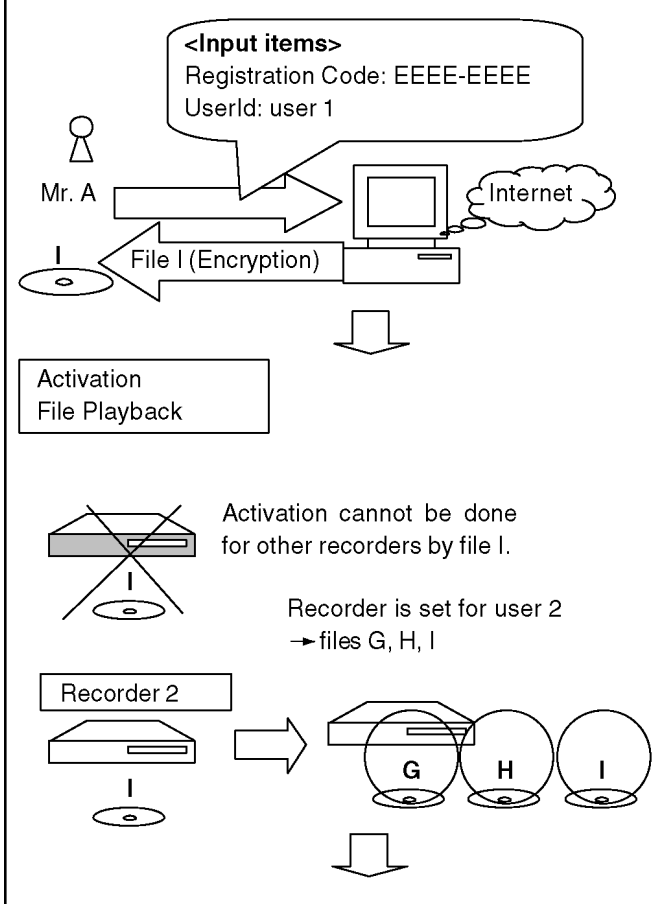 <Input items>
Registration Code: EEEE-EEEE
UserId: user 1
Mr. A
Internet
I
File I (Encryption)
Activation
File Playback
Activation cannot be done
for other recorders by file I.
I
Recorder is set for user 2
→ files G, H, I
Recorder 2
I
G H I